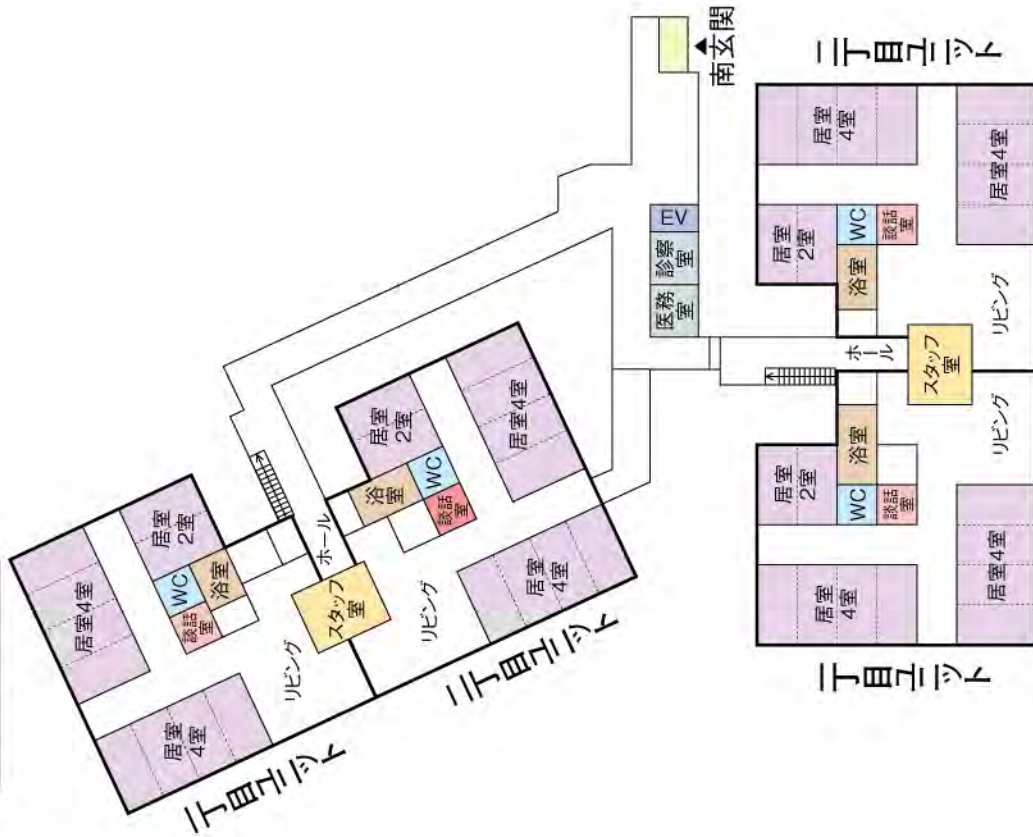 南玄関
二丁目ユニット
居室
4室
居室4室
居室
2室
WC
談話
室
浴室
リビング
EV
診察
室
医務
室
ホール
スタッフ
室
リビング
浴室
WC
談話
室
居室
2室
居室4室
居室
4室
三丁目ユニット
居室
2室
居室4室
浴室
WC
談話
室
居室
4室
リビング
三丁目ユニット
ホール
スタッフ
室
居室4室
居室
2室
WC
浴室
談話
室
リビング
居室
4室
二丁目ユニット